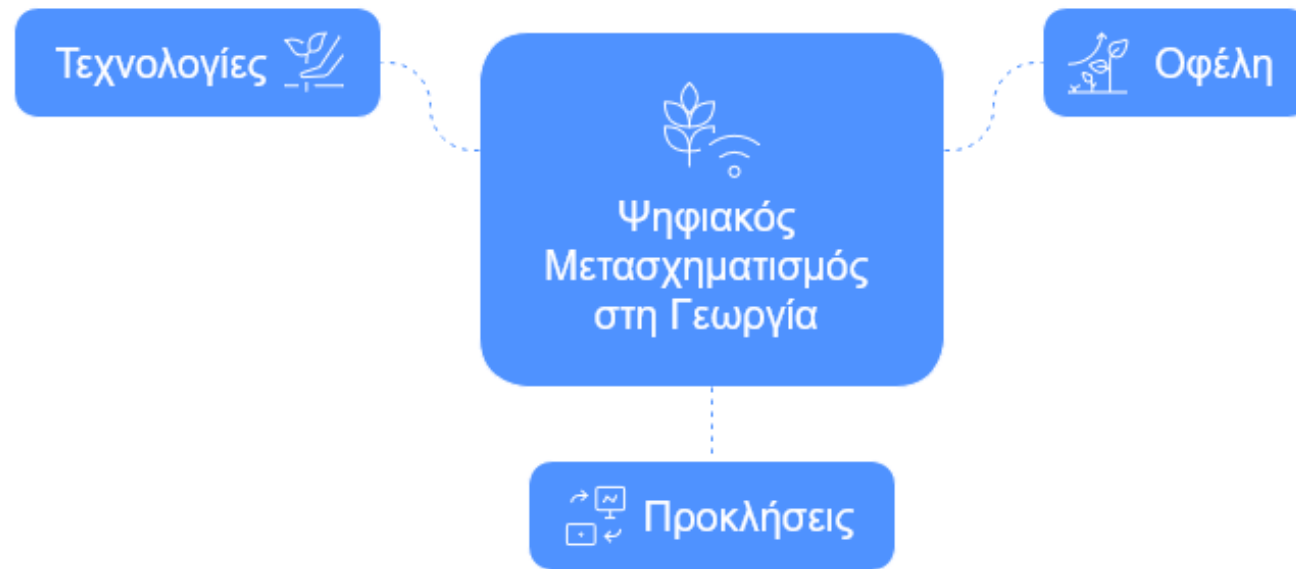 Τεχνολογίες
Οφέλη
Ψηφιακός
Μετασχηματισμός
στη Γεωργία
Προκλήσεις